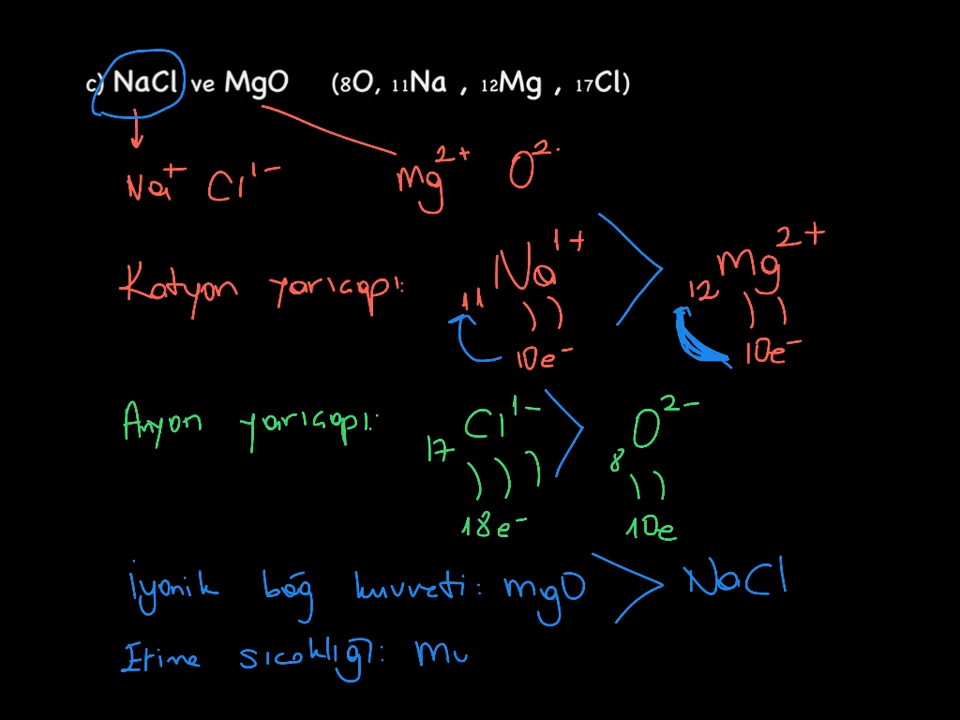 c) NaCl ve MgO (8O, 11Na , 12Mg , 17Cl)
Na+ Cl1- Mg2+ O2-
Katyon yarıçapı: 11Na1+ > 12Mg2+
10e- 10e-
Anyon yarıçapı: 17Cl1- > 8O2-
18e- 10e
İyonik bağ kuvveti: MgO > NaCl
Erime sıcaklığı: Mu